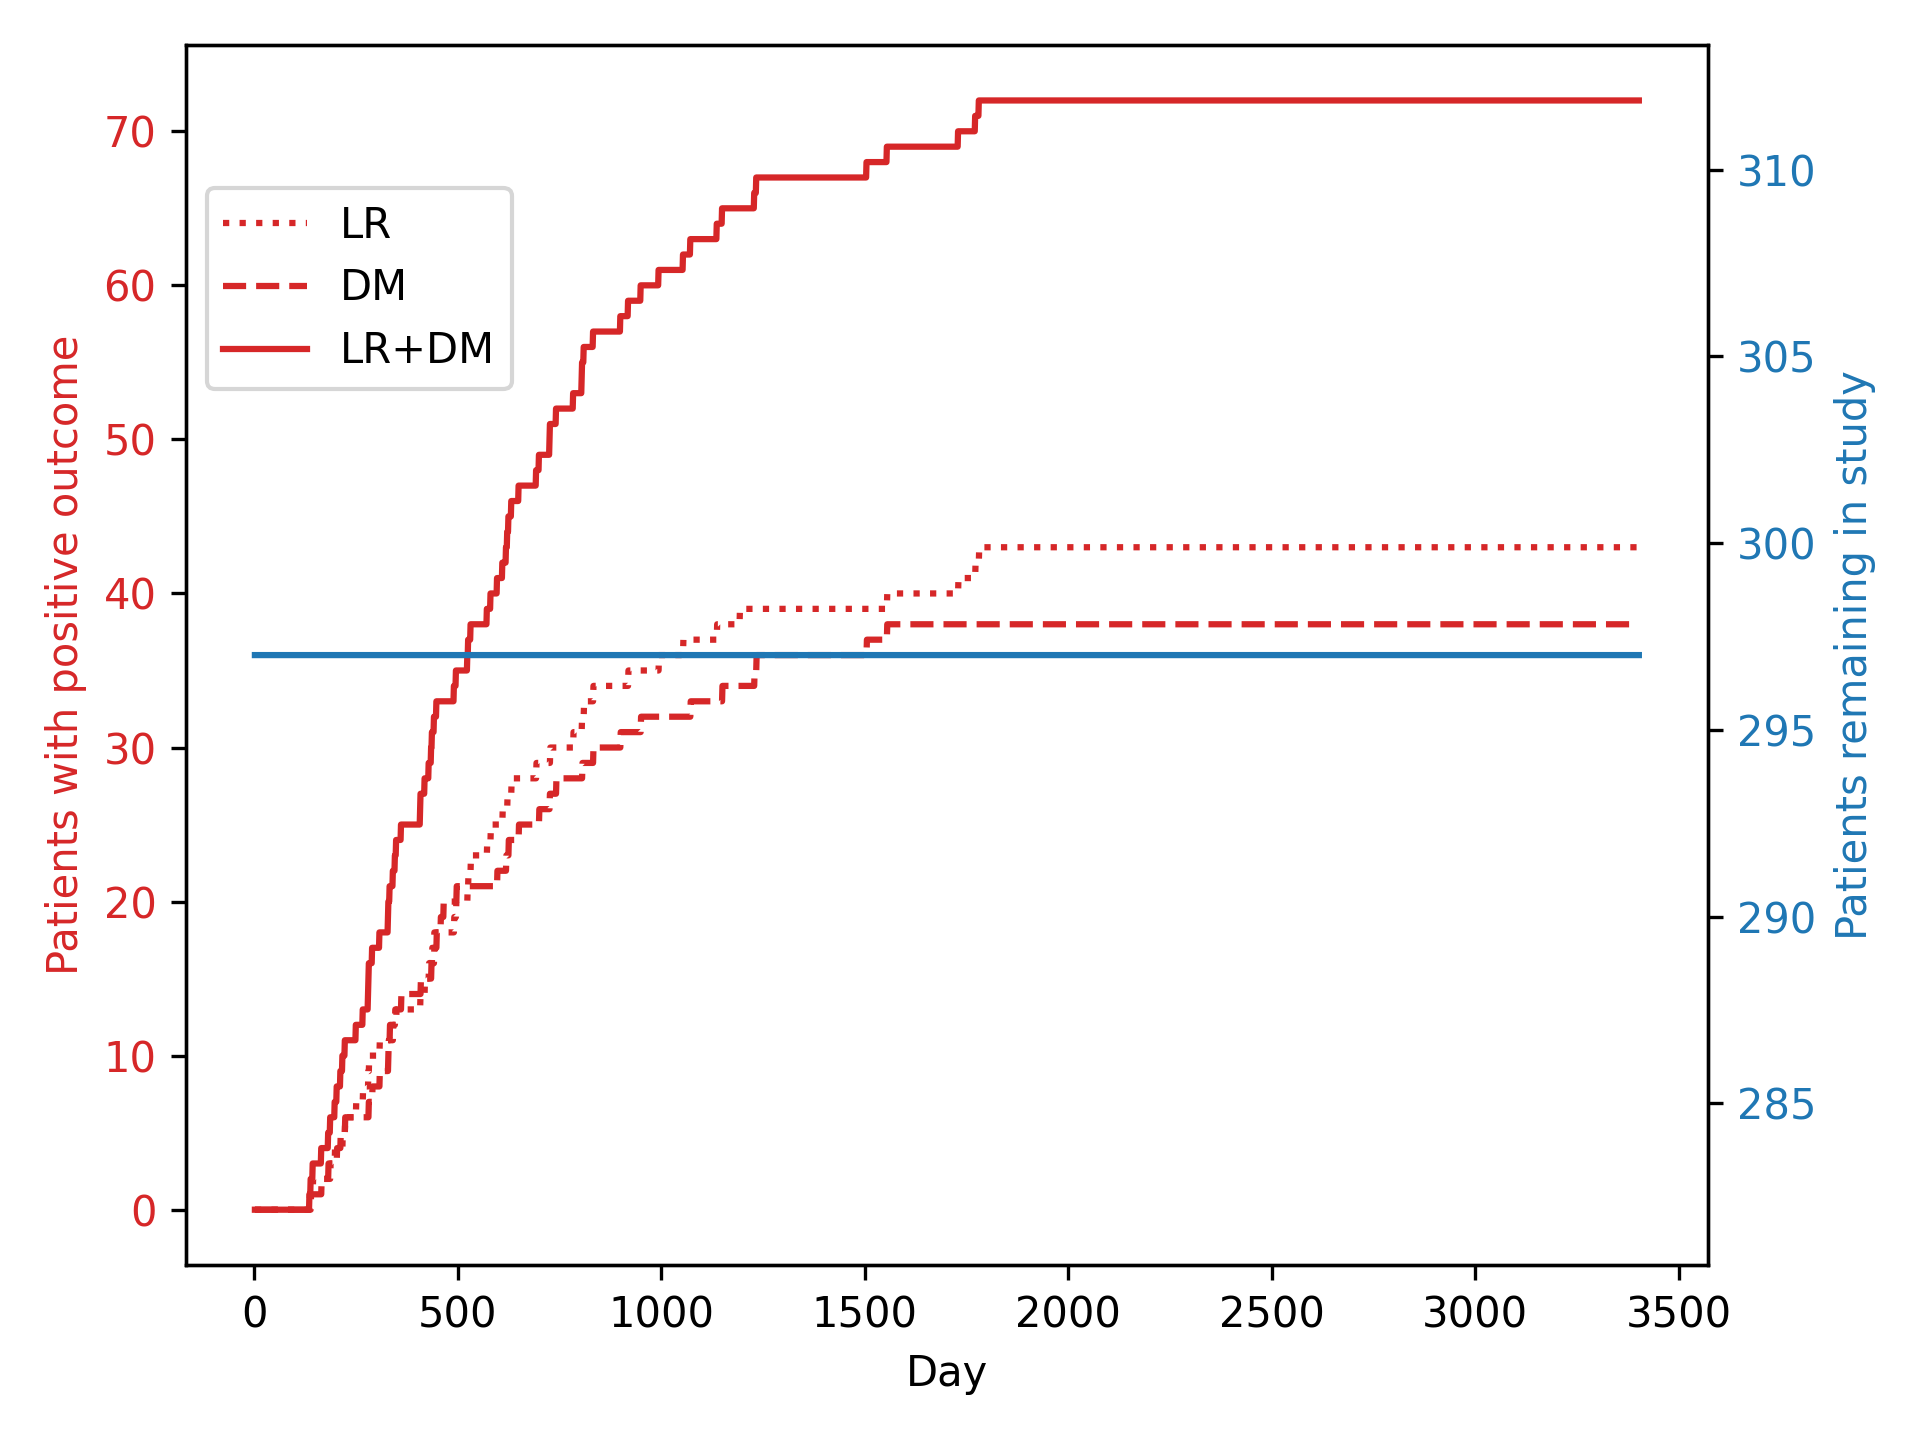 Patients with positive outcome
70
60
50
40
30
20
10
0
LR
DM
LR+DM
310
305
300
295
290
285
Patients remaining in study
0 500 1000 1500 2000 2500 3000 3500
Day